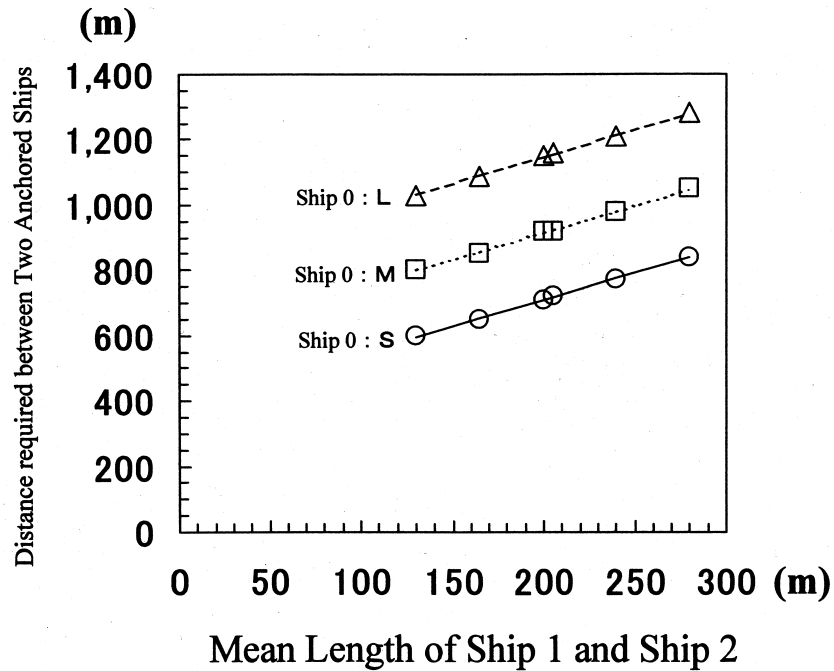 (m)
Distance required between Two Anchored Ships
1,400
1,200
1,000
800
600
400
200
0
Ship 0 : L
Ship 0 : M
Ship 0 : S
0 50 100 150 200 250 300 (m)
Mean Length of Ship 1 and Ship 2